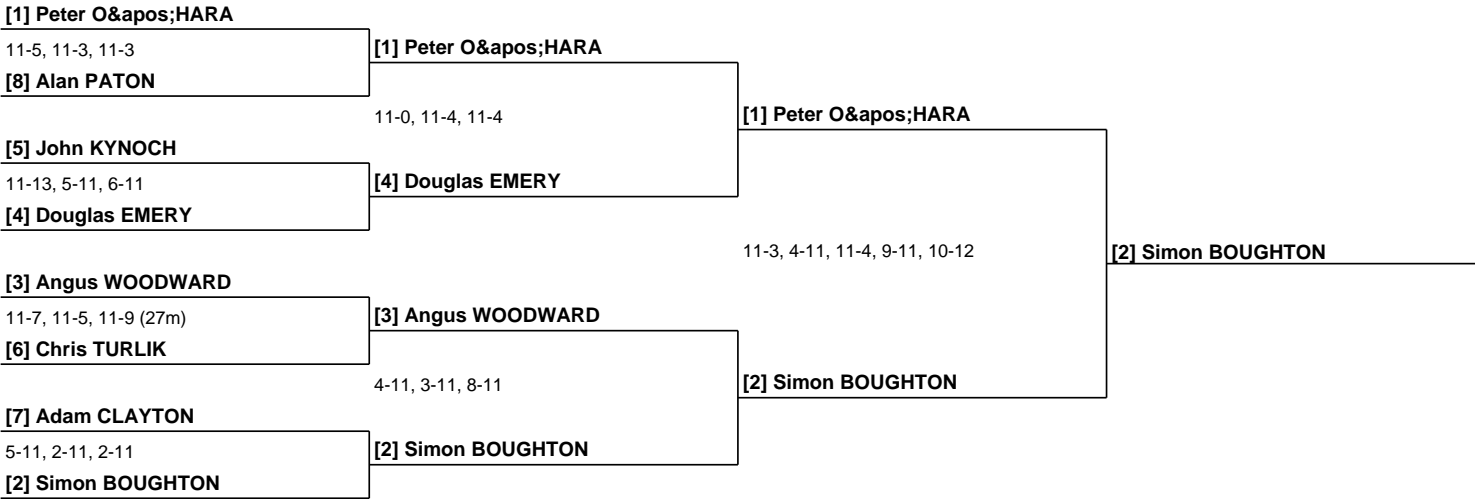 [1] Peter O&apos;HARA
11-5, 11-3, 11-3
[8] Alan PATON
[5] John KYNOCH
11-13, 5-11, 6-11
[4] Douglas EMERY
[3] Angus WOODWARD
11-7, 11-5, 11-9 (27m)
[6] Chris TURLIK
[7] Adam CLAYTON
5-11, 2-11, 2-11
[2] Simon BOUGHTON
[1] Peter O&apos;HARA
11-0, 11-4, 11-4
[4] Douglas EMERY
[3] Angus WOODWARD
4-11, 3-11, 8-11
[2] Simon BOUGHTON
[1] Peter O&apos;HARA
11-3, 4-11, 11-4, 9-11, 10-12
[2] Simon BOUGHTON
[2] Simon BOUGHTON